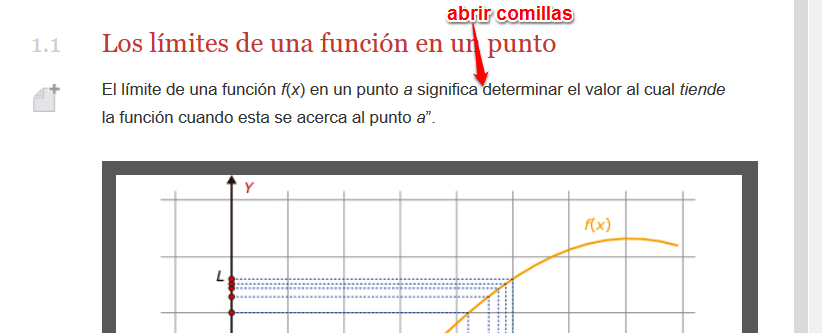 abrir comillas
1.1 Los límites de una función en un punto
El límite de una función f(x) en un punto a significa determinar el valor al cual tiende
la función cuando esta se acerca al punto a”.
Y
f(x)
L